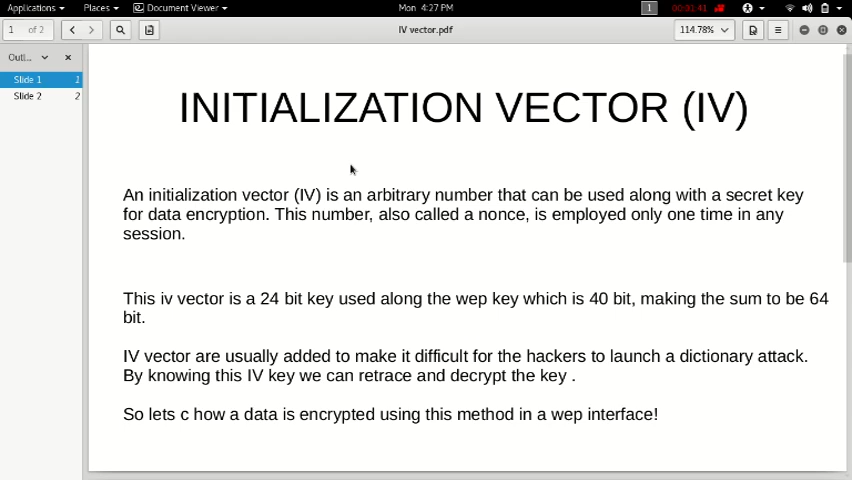 Applications Places Document Viewer Mon 4:27 PM 1 00:01:41
1 of 2 IV vector.pdf 114.78%
Outl...
Slide 1 1
Slide 2 2
INITIALIZATION VECTOR (IV)
An initialization vector (IV) is an arbitrary number that can be used along with a secret key
for data encryption. This number, also called a nonce, is employed only one time in any
session.
This iv vector is a 24 bit key used along the wep key which is 40 bit, making the sum to be 64
bit.
IV vector are usually added to make it difficult for the hackers to launch a dictionary attack.
By knowing this IV key we can retrace and decrypt the key .
So lets c how a data is encrypted using this method in a wep interface!